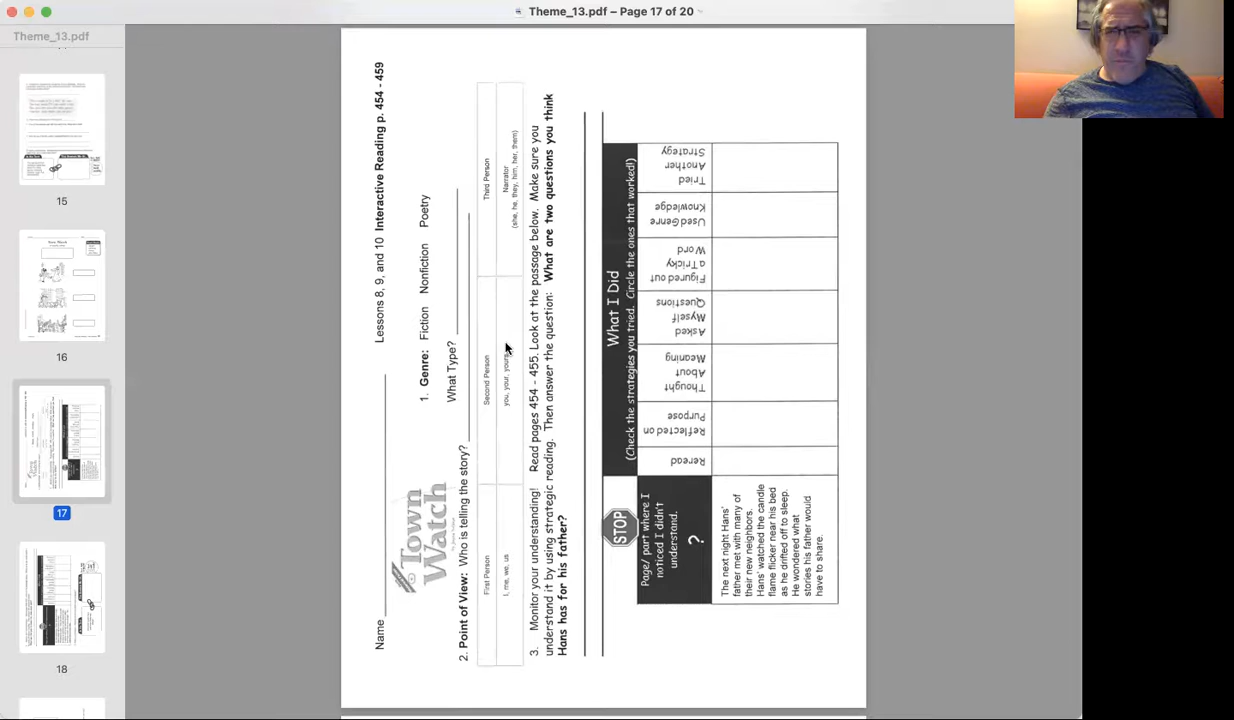 Theme_13.pdf – Page 17 of 20
Theme_13.pdf
15
16
17
18
Name
Lessons 8, 9, and 10 Interactive Reading p. 454 - 459
Town
Watch
1. Genre: Fiction Nonfiction Poetry
What Type?
2. Point of View: Who is telling the story?
First Person Second Person Third Person
I, me, we, us you, your, yours Narrator
(she, he, they, him, her, them)
3. Monitor your understanding! Read pages 454 - 455. Look at the passage below. Make sure you
understand it by using strategic reading. Then answer the question: What are two questions you think
Hans has for his father?
STOP
What I Did
(Check the strategies you tried. Circle the ones that worked!)
Page/ part where I
noticed I didn't
understand.
?
Reread
Reflected on
Purpose
Thought
About
Meaning
Asked
Myself
Questions
Figured out
a Tricky
Word
Used Genre
Knowledge
Tried
Another
Strategy
The next night Hans'
father met with many of
their new neighbors.
Hans' watched the candle
flame flicker near his bed
as he drifted off to sleep.
He wondered what
stories his father would
have to share.